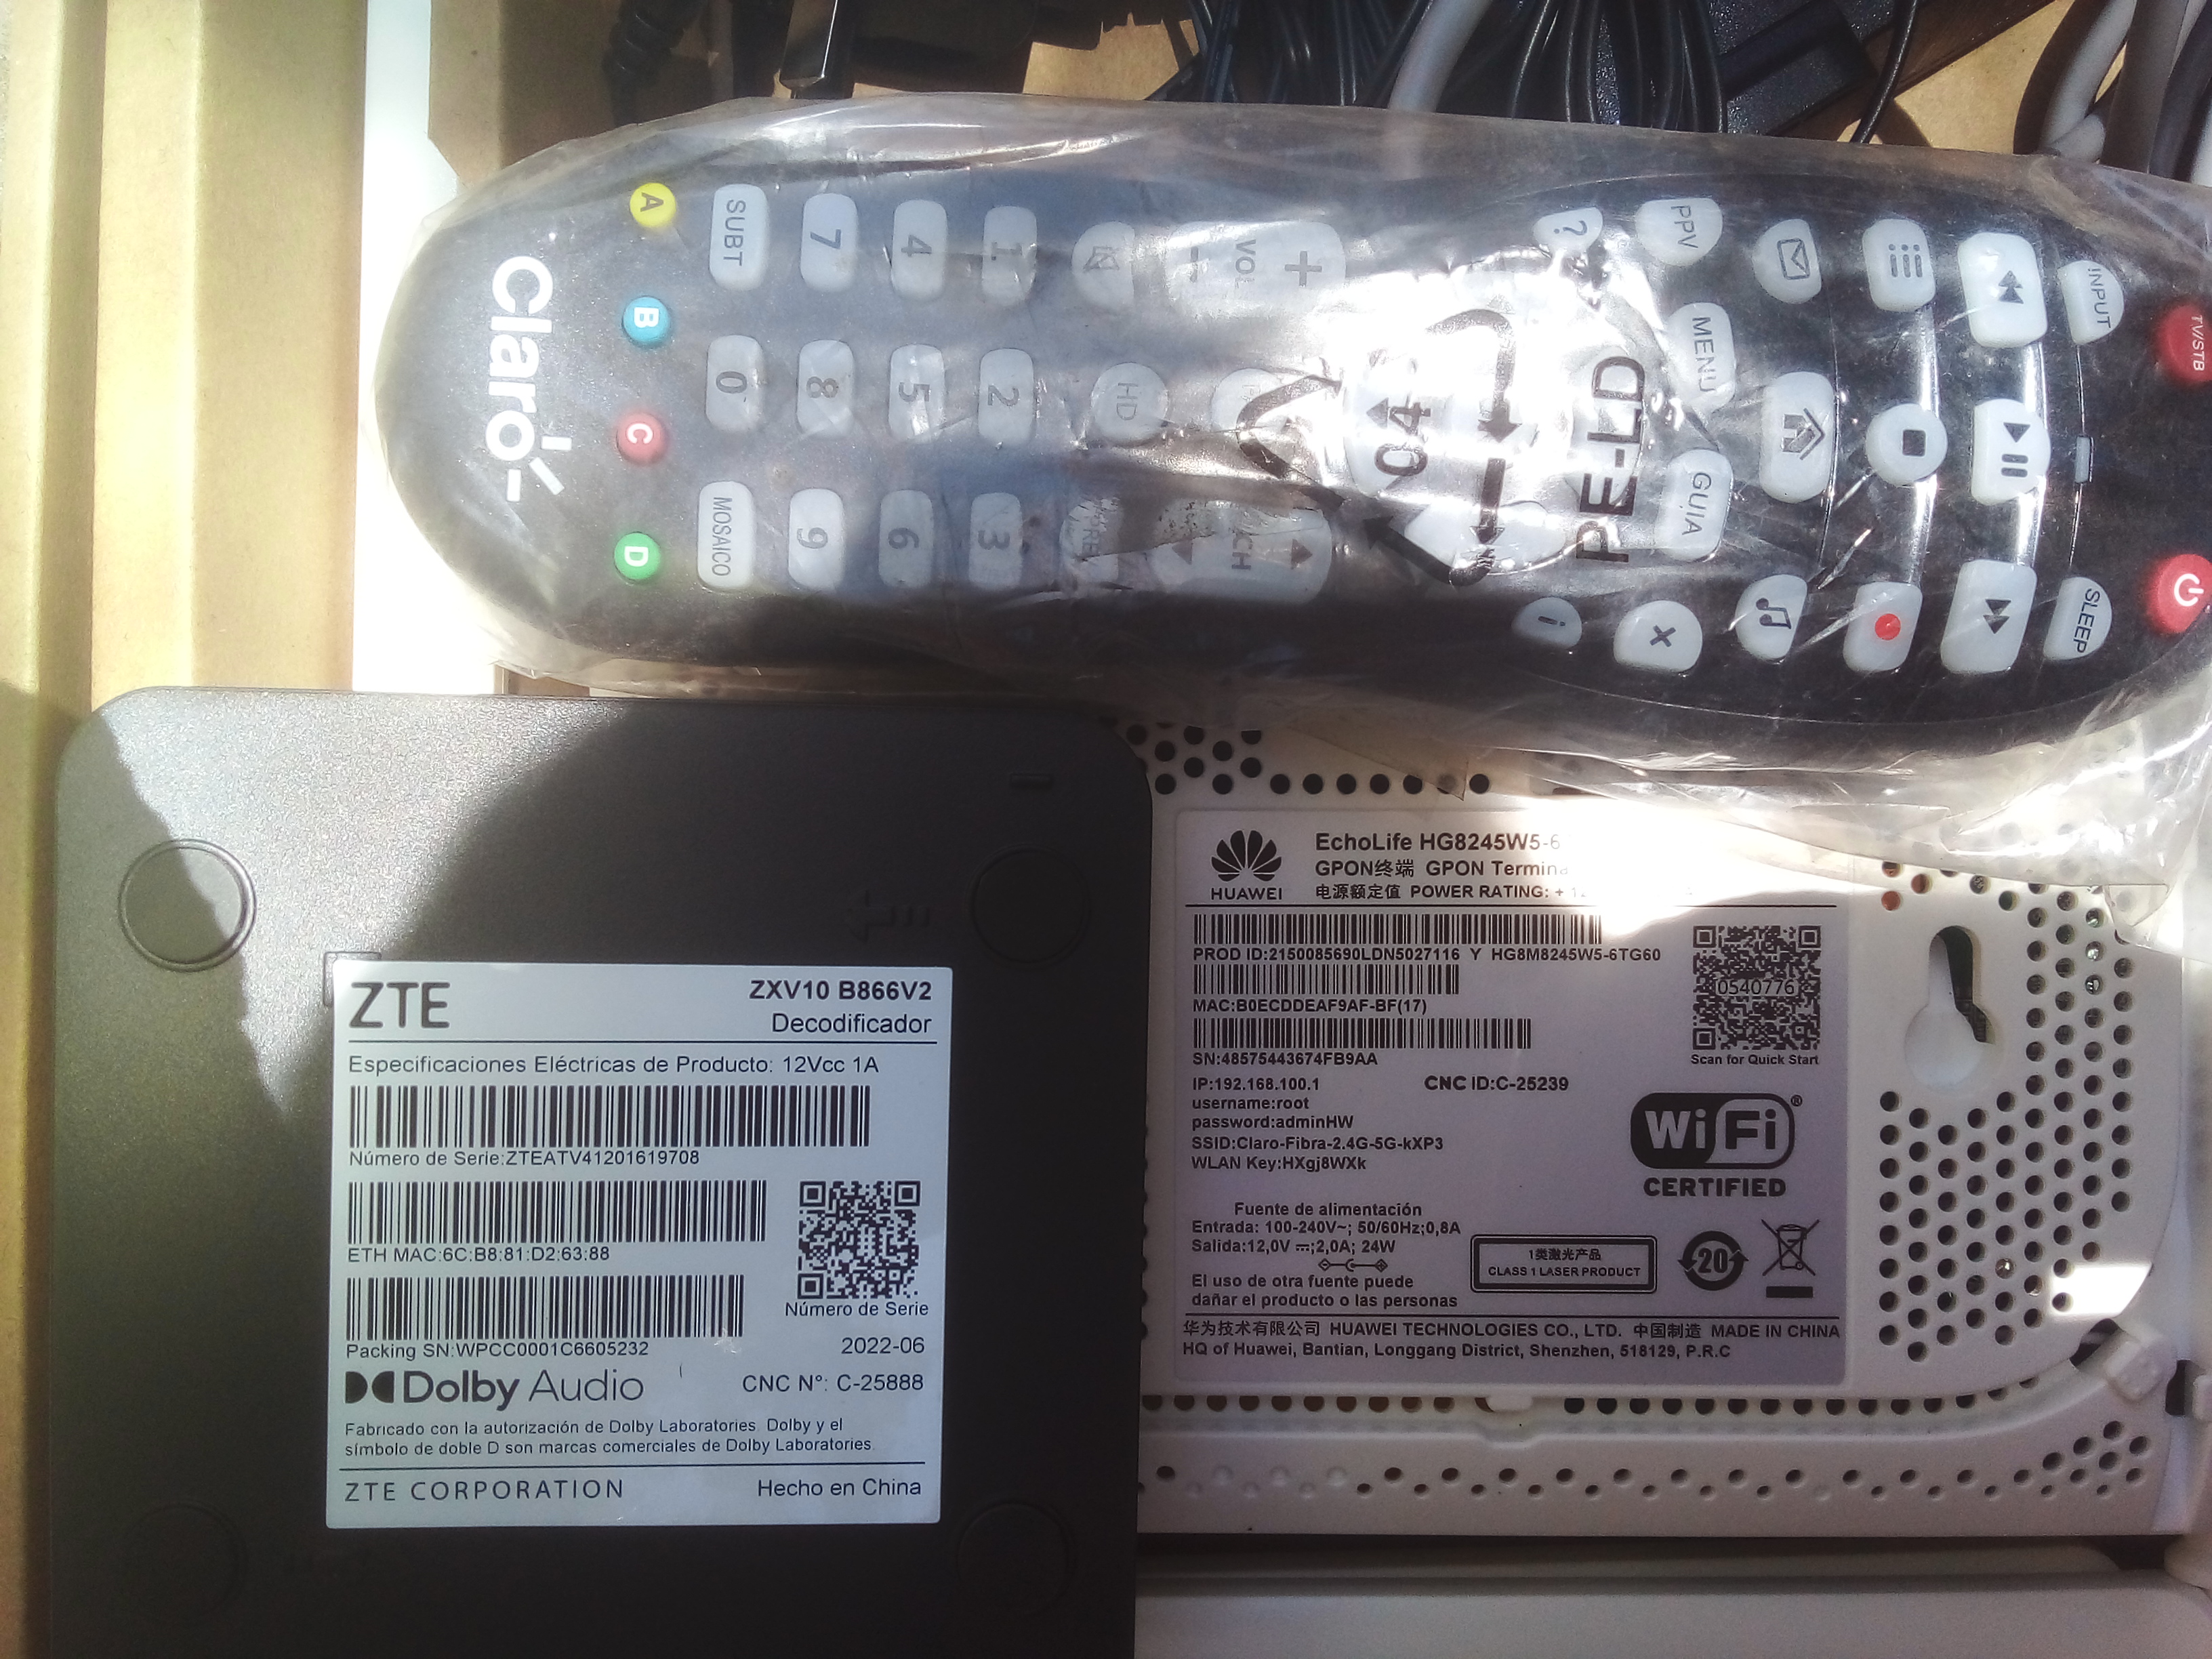 ZTE
ZXV10 B866V2
Decodificador
Especificaciones Eléctricas de Producto: 12Vcc 1A
Número de Serie:ZTEATV41201619708
ETH MAC:6C:B8:81:D2:63:88
Número de Serie
Packing SN:WPCC0001C6605232
2022-06
Dolby Audio
CNC N°: C-25888
Fabricado con la autorización de Dolby Laboratories. Dolby y el
símbolo de doble D son marcas comerciales de Dolby Laboratories.
ZTE CORPORATION
Hecho en China
HUAWEI
EchoLife HG8245W5-6
GPON终端 GPON
电源额定值 POWER RATING:
PROD ID:2150085690LDN5027116 Y HG8M8245W5-6TG60
MAC:B0ECDDEAF9AF-BF(17)
SN:48575443674FB9AA
IP:192.168.100.1
CNC ID:C-25239
username:root
password:adminHW
SSID:Claro-Fibra-2.4G-5G-kXP3
WLAN Key:HXgj8WXk
0540776
Scan for Quick Start
WiFi®
CERTIFIED
Fuente de alimentación
Entrada: 100-240V~; 50/60Hz;0,8A
Salida:12,0V ⎓;2,0A; 24W
El uso de otra fuente puede
dañar el producto o las personas
1类激光产品
CLASS 1 LASER PRODUCT
20
华为技术有限公司 HUAWEI TECHNOLOGIES CO., LTD. 中国制造 MADE IN CHINA
HQ of Huawei, Bantian, Longgang District, Shenzhen, 518129, P.R.C
TV/STB
INPUT
SLEEP
PPV
MENU
GUIA
?
i
PE-LD
04
+
VOL
-
CH
HD
1
2
3
4
5
6
7
8
9
SUBT
0
MOSAICO
A
B
C
D
Claro